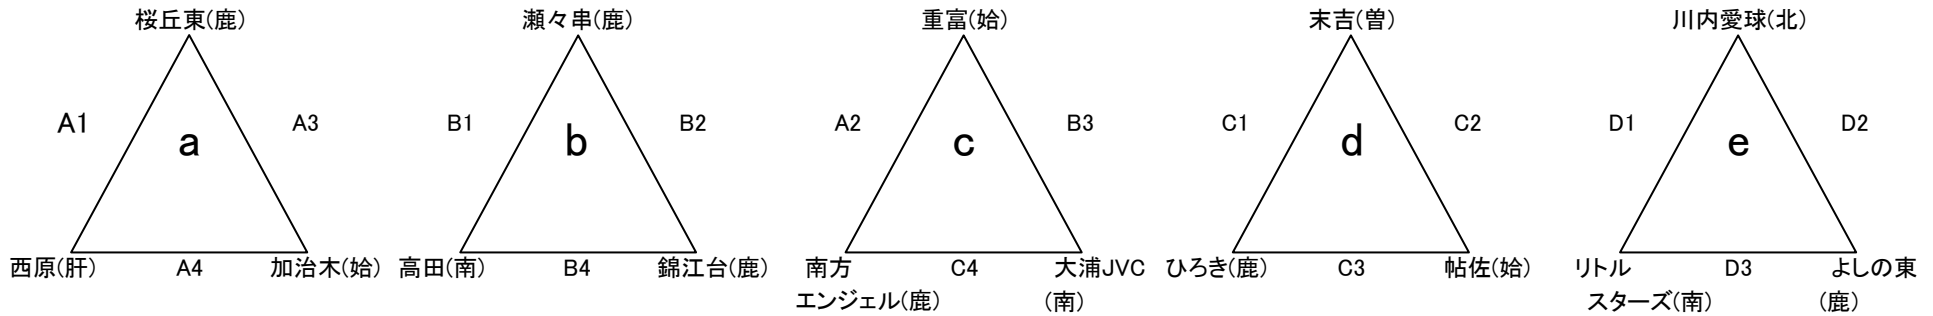 桜丘東(鹿)
瀬々串(鹿)
重富(姶)
末吉(曽)
川内愛球(北)
A1
a
A3
B1
b
B2
A2
c
B3
C1
d
C2
D1
e
D2
西原(肝)
A4
加治木(姶)
高田(南)
B4
錦江台(鹿)
南方
エンジェル(鹿)
C4
大浦JVC
(南)
ひろき(鹿)
C3
帖佐(姶)
リトル
スターズ(南)
D3
よしの東
(鹿)